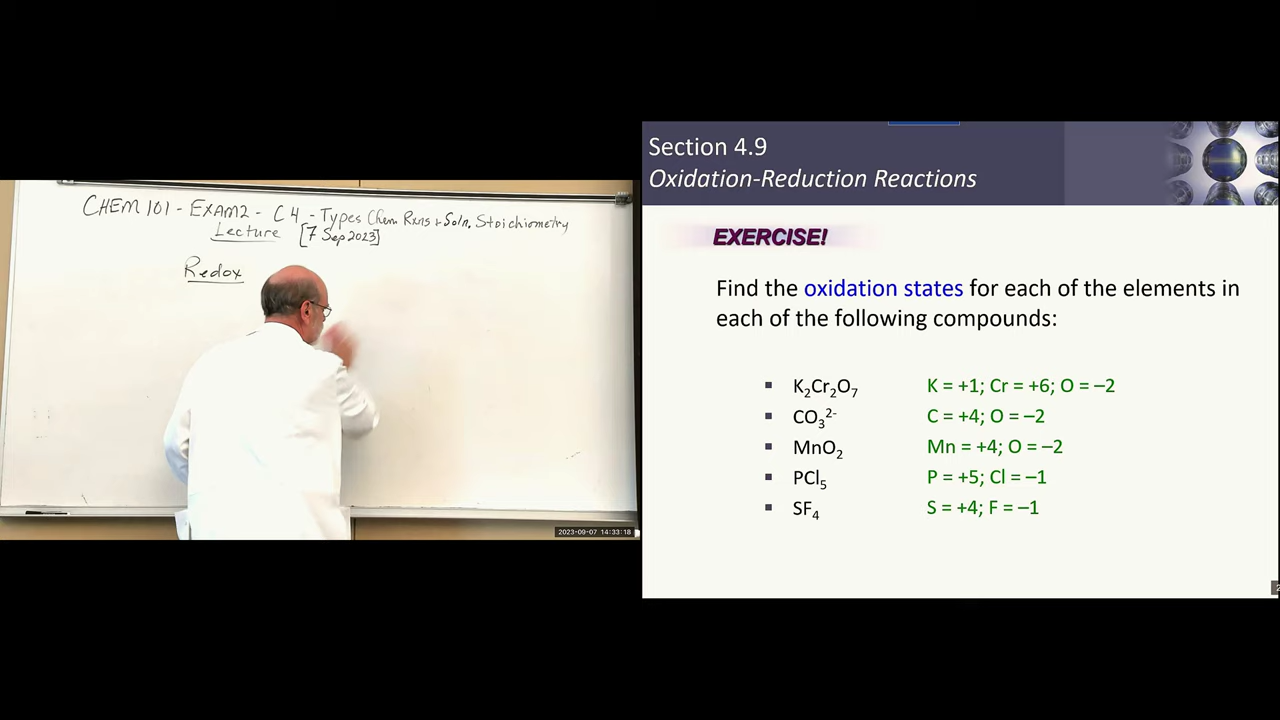 CHEM 101 - EXAM2 - C4 - Types Chem Rxns + Soln. Stoichiometry
Lecture [7 Sep 2023]
Redox
2023-09-07 14:33:18
Section 4.9
Oxidation-Reduction Reactions
EXERCISE!
Find the oxidation states for each of the elements in
each of the following compounds:
▪ K₂Cr₂O₇ K = +1; Cr = +6; O = –2
▪ CO₃²⁻ C = +4; O = –2
▪ MnO₂ Mn = +4; O = –2
▪ PCl₅ P = +5; Cl = –1
▪ SF₄ S = +4; F = –1